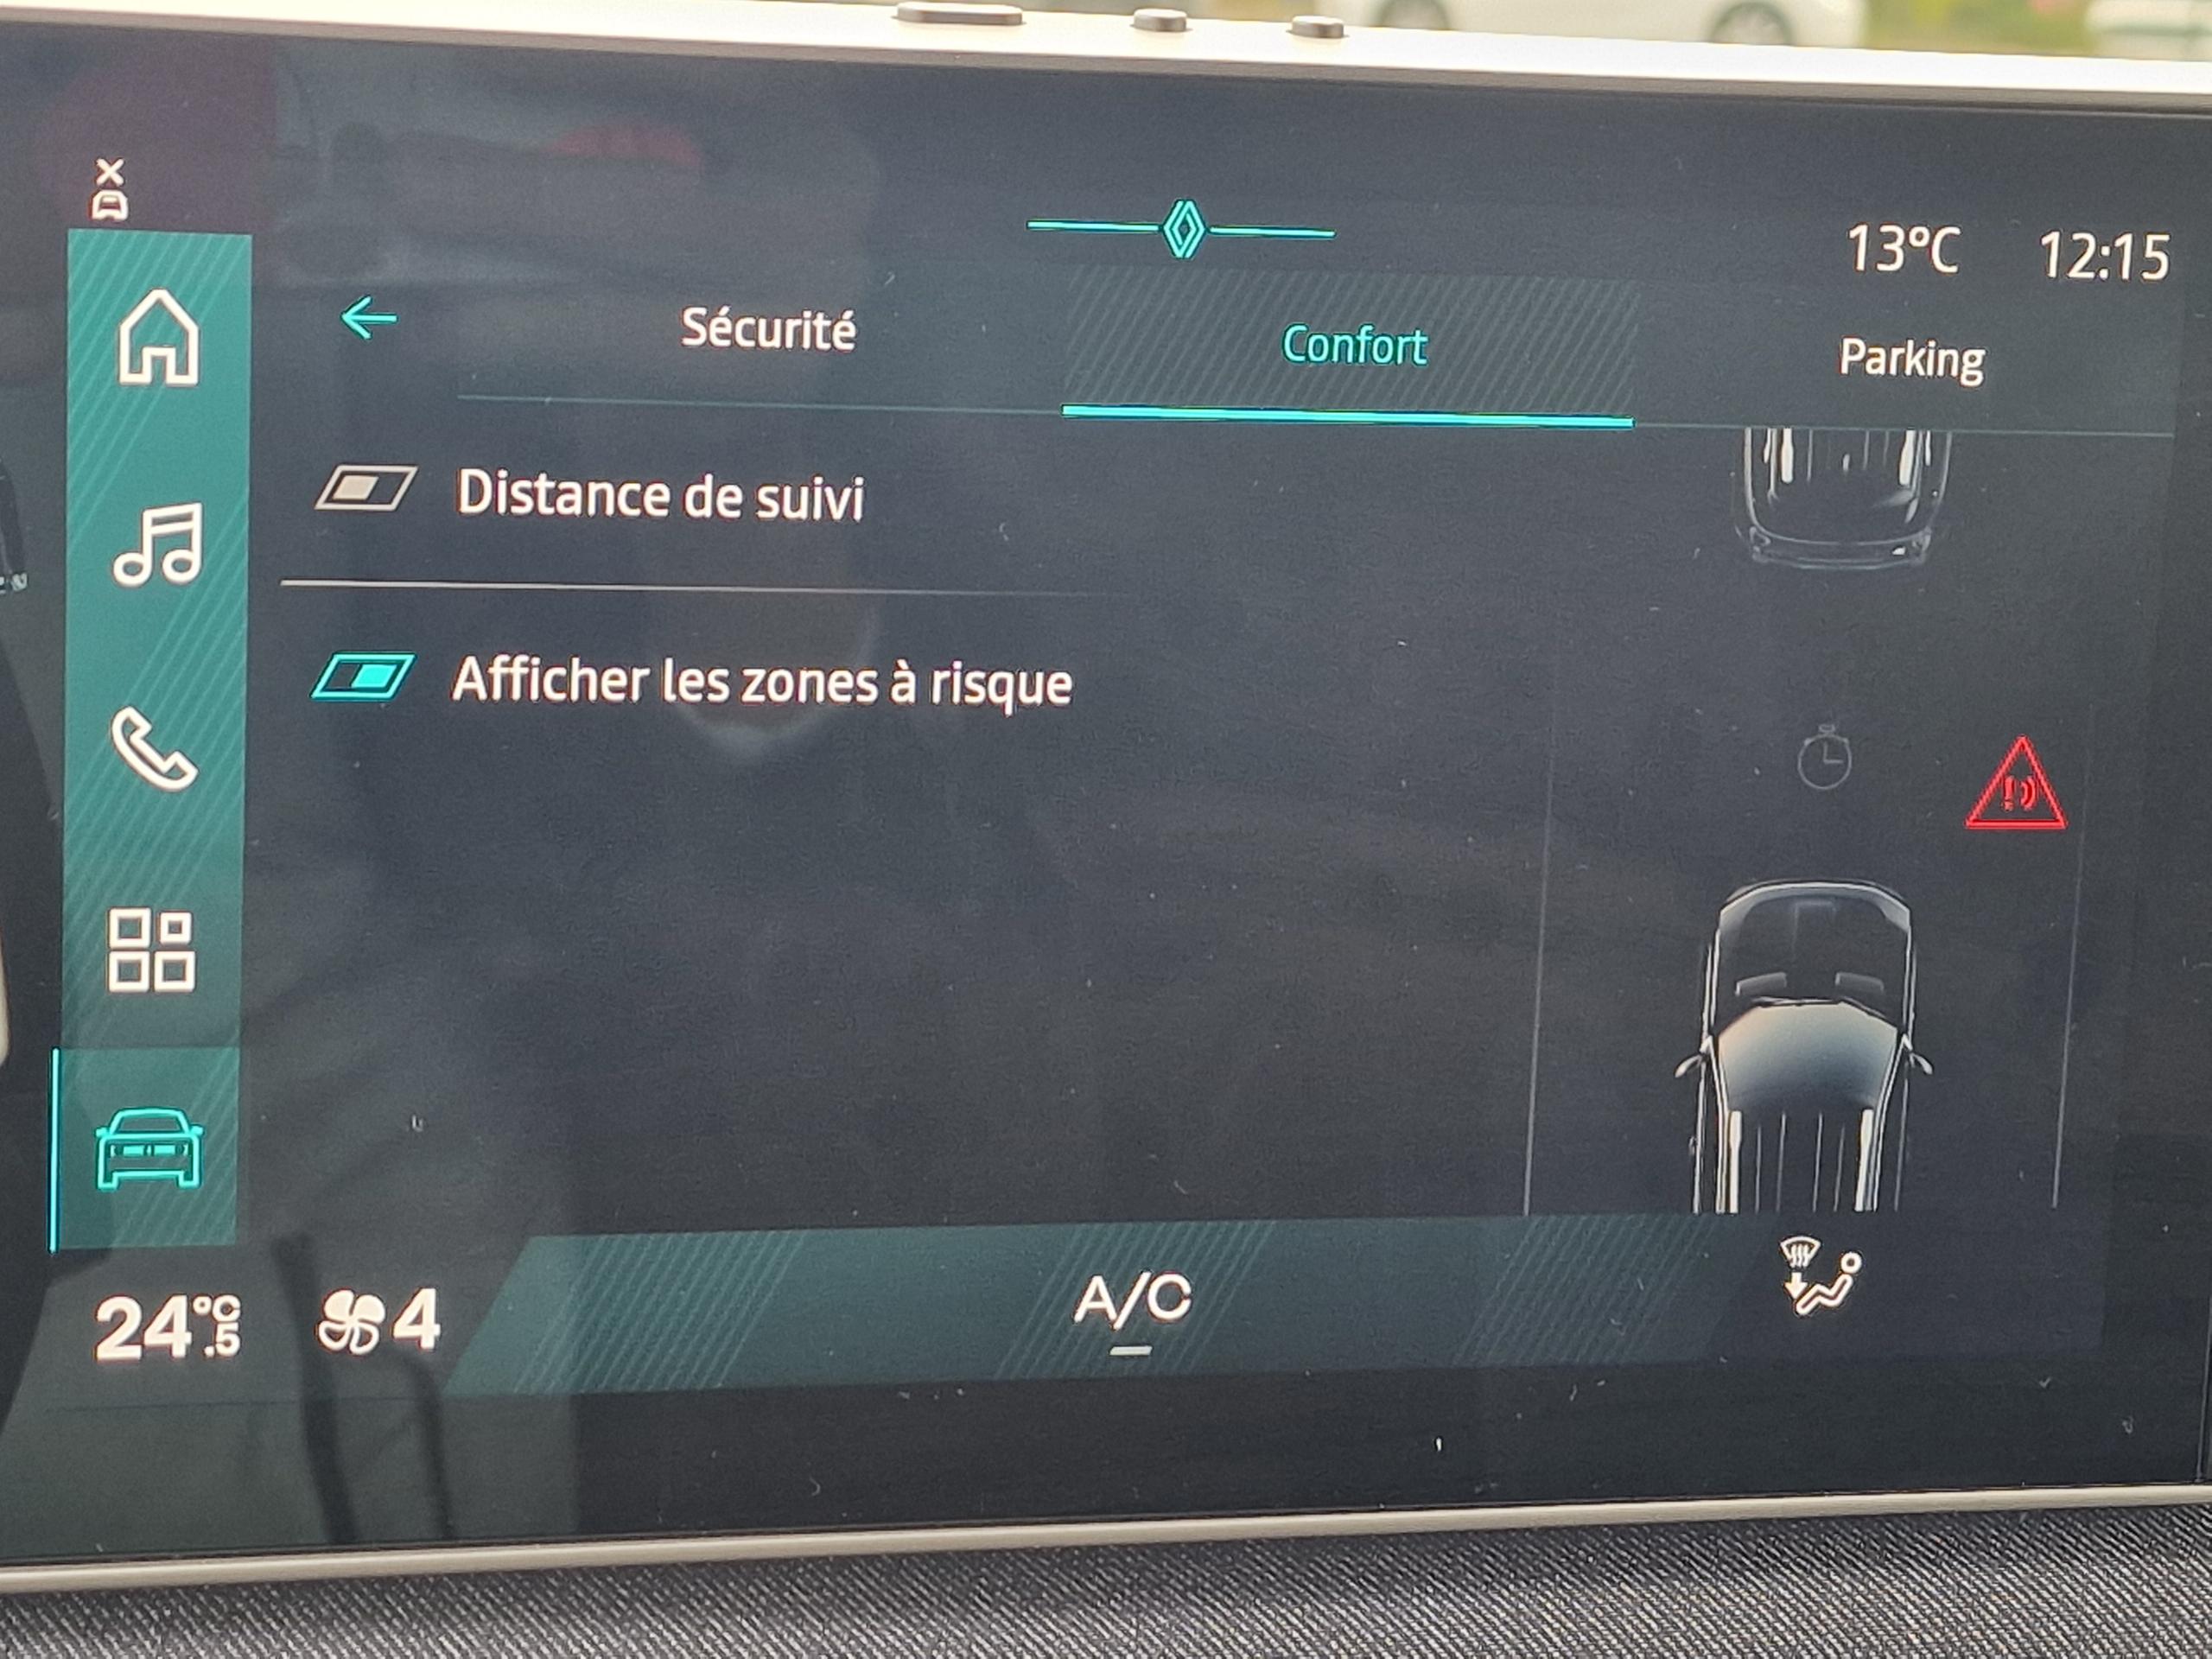 13°C 12:15
Sécurité Confort Parking
Distance de suivi
Afficher les zones à risque
24°C.5 4 A/C